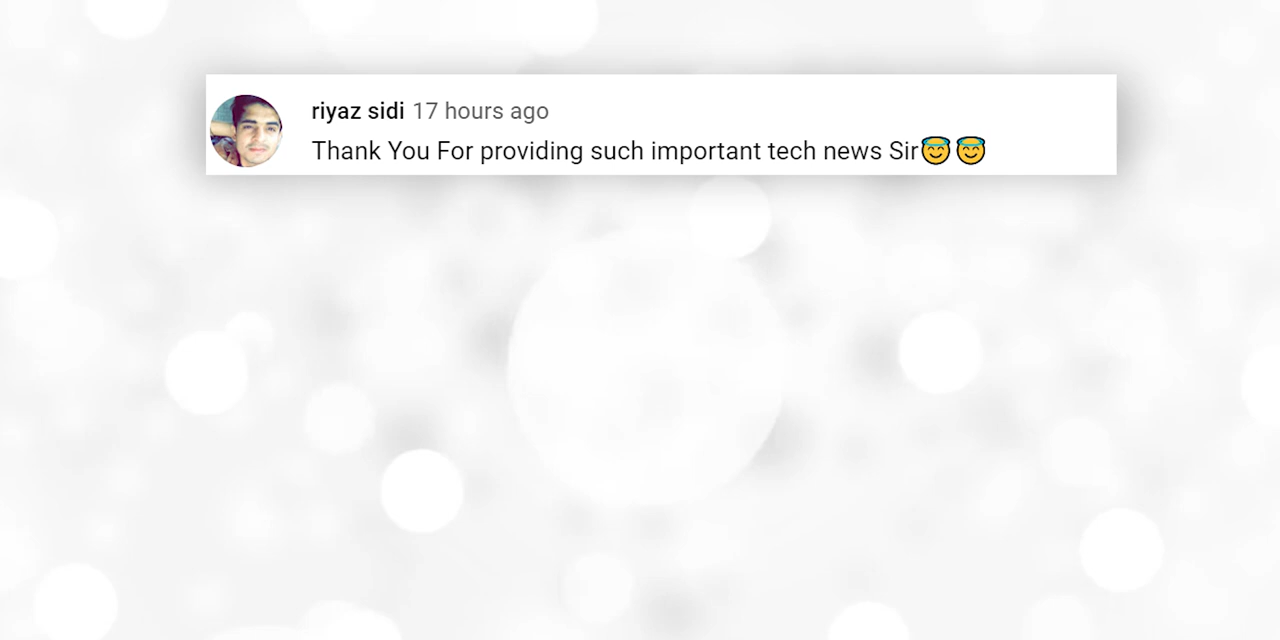 riyaz sidi 17 hours ago
Thank You For providing such important tech news Sir😇 😇